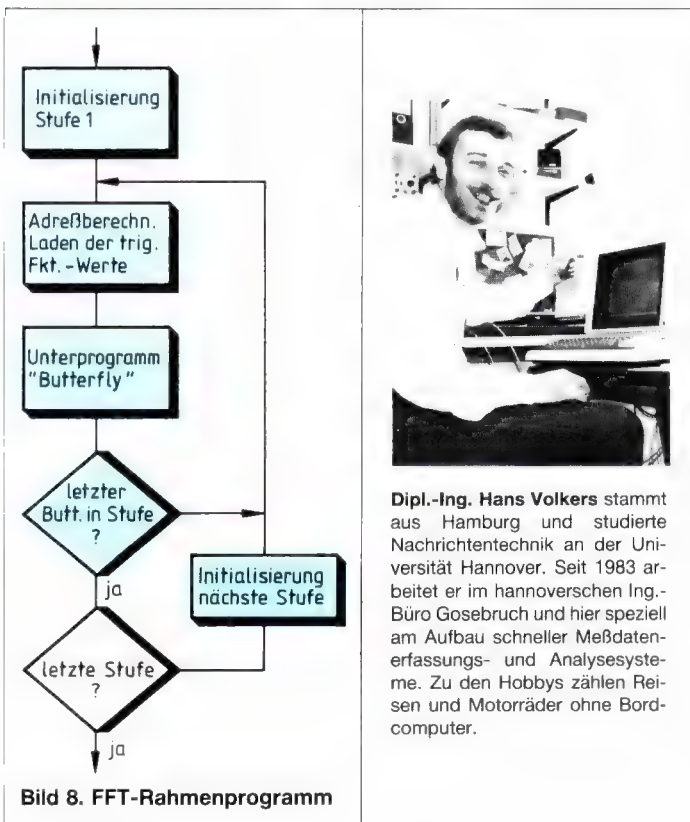 Initialisierung
Stufe 1
Adreßberechn.
Laden der trig.
Fkt.-Werte
Unterprogramm
"Butterfly"
letzter
Butt. in Stufe
?
ja
Initialisierung
nächste Stufe
letzte Stufe
?
ja
Bild 8. FFT-Rahmenprogramm
Dipl.-Ing. Hans Volkers stammt
aus Hamburg und studierte
Nachrichtentechnik an der Uni-
versität Hannover. Seit 1983 ar-
beitet er im hannoverschen Ing.-
Büro Gosebruch und hier speziell
am Aufbau schneller Meßdaten-
erfassungs- und Analysesyste-
me. Zu den Hobbys zählen Rei-
sen und Motorräder ohne Bord-
computer.